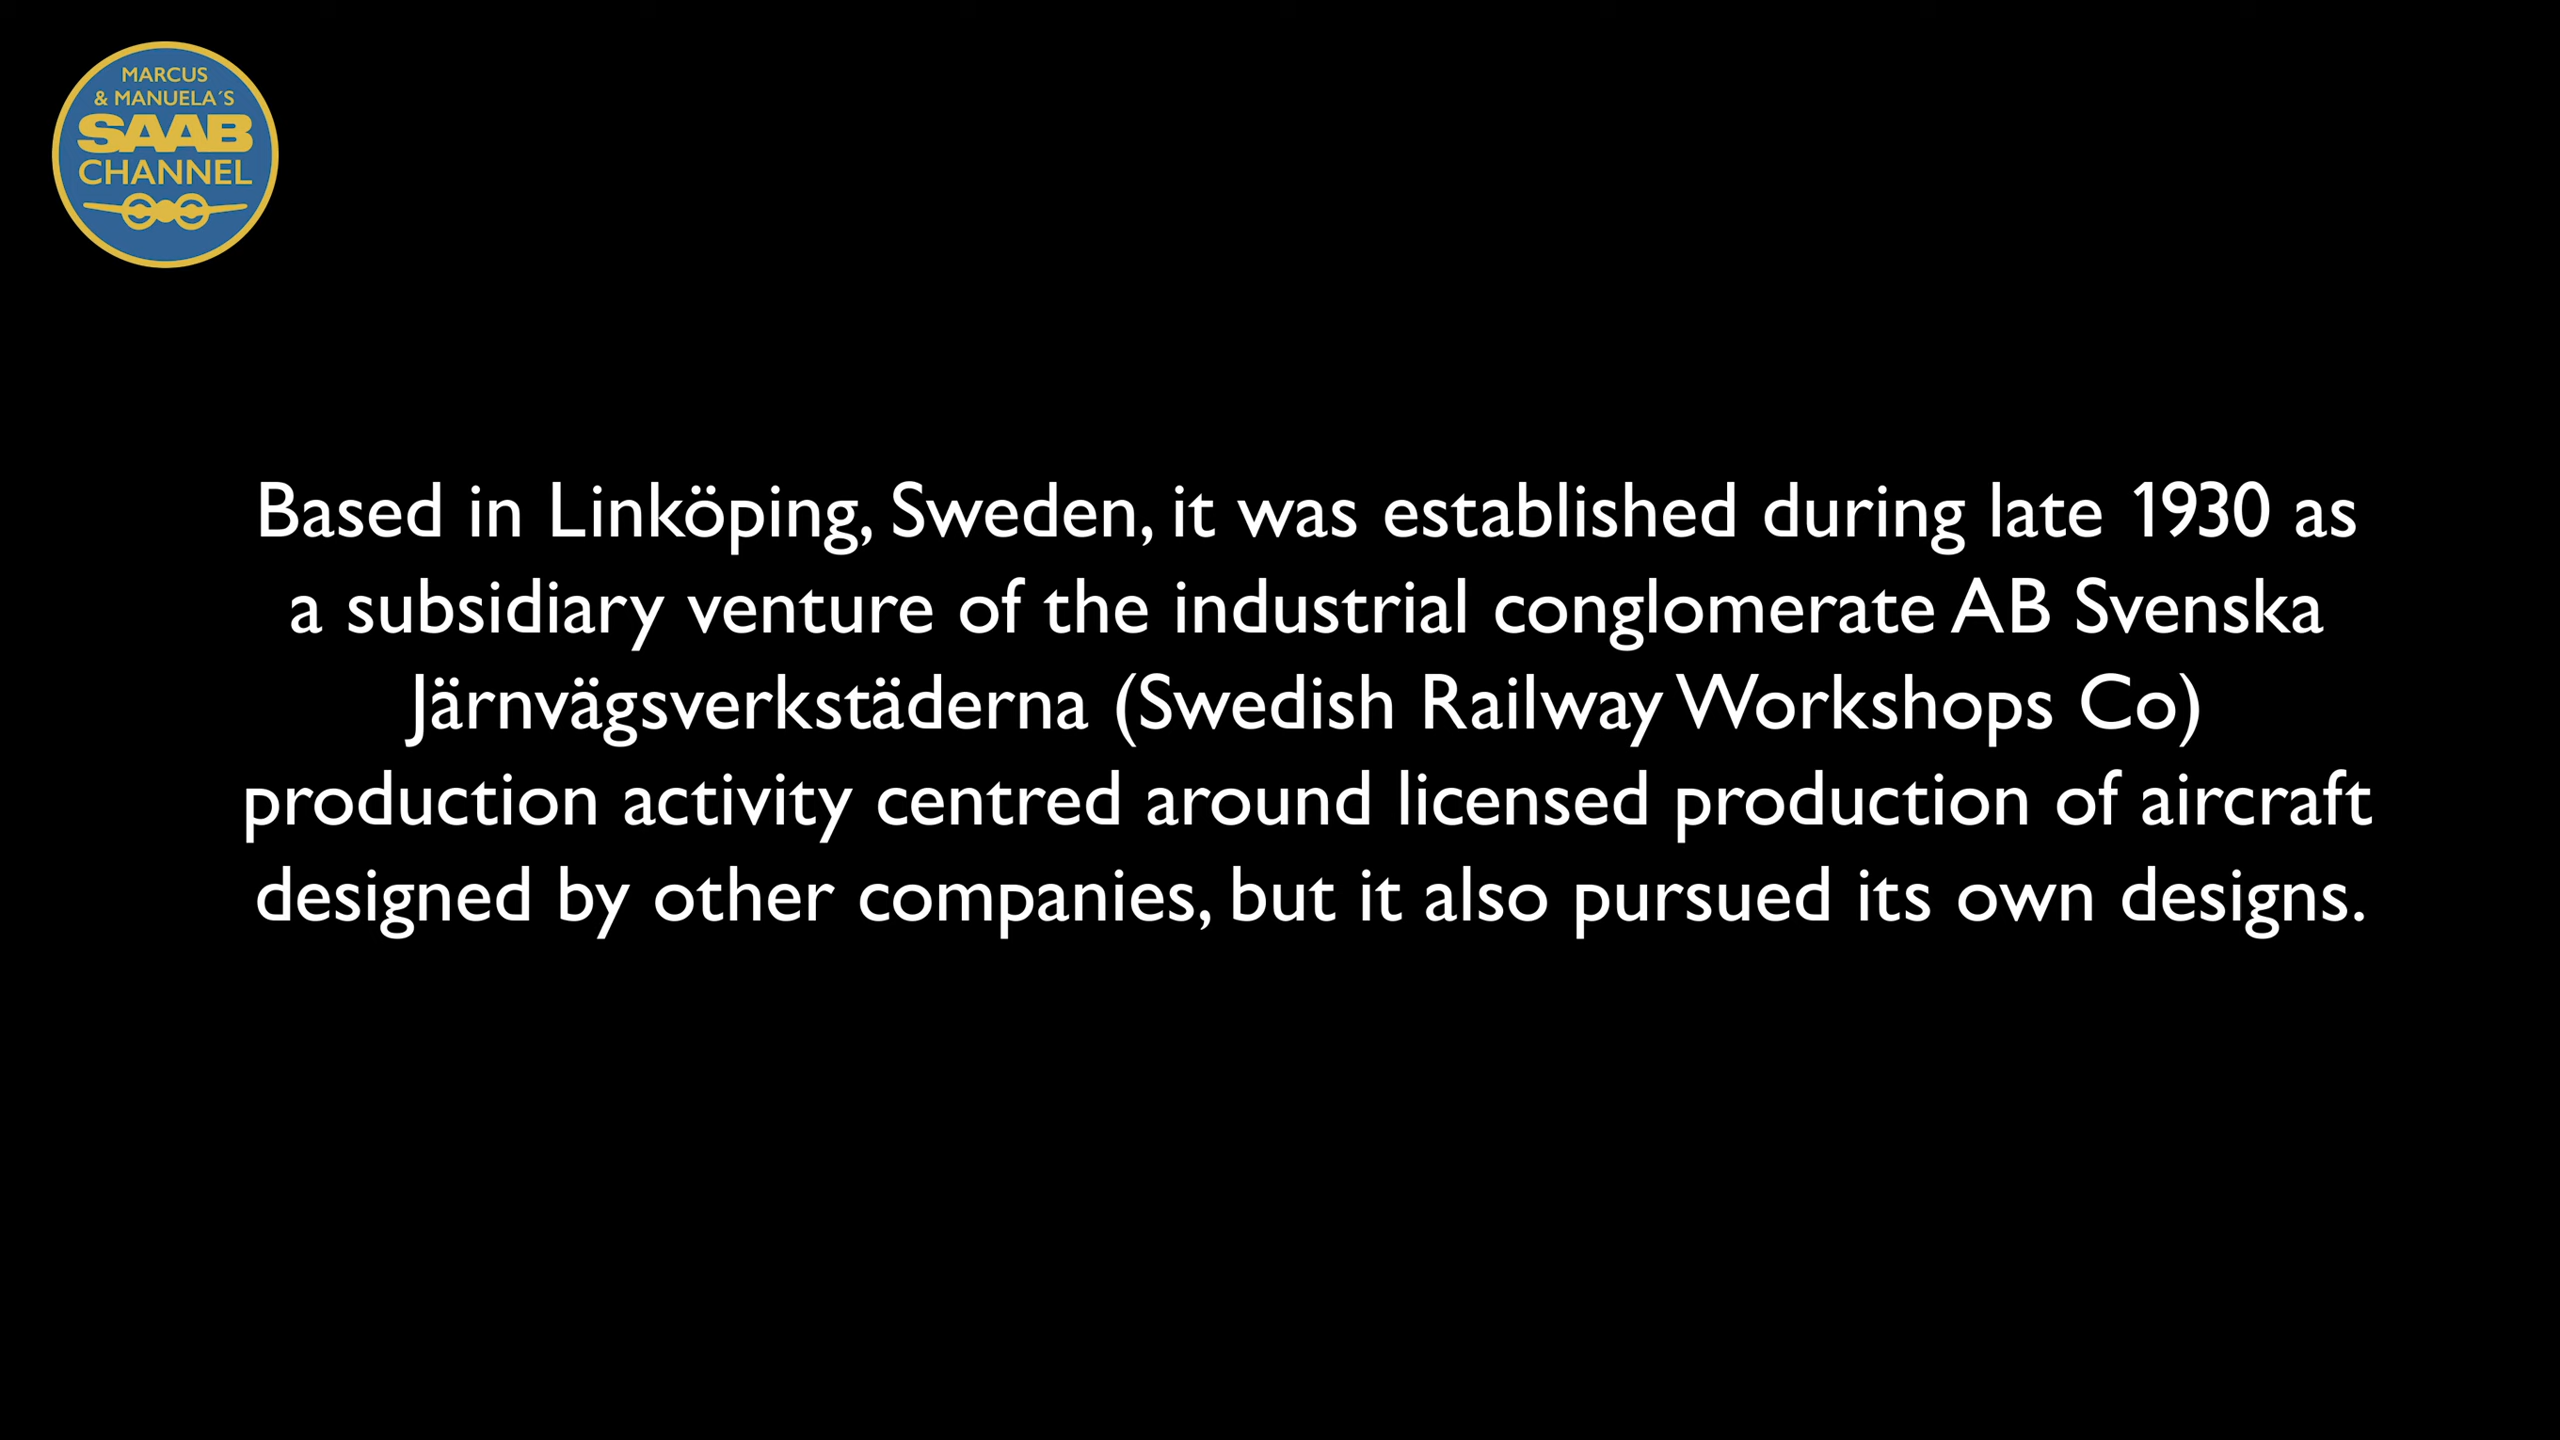 MARCUS
& MANUELA´S
SAAB
CHANNEL
Based in Linköping, Sweden, it was established during late 1930 as
a subsidiary venture of the industrial conglomerate AB Svenska
Järnvägsverkstäderna (Swedish Railway Workshops Co)
production activity centred around licensed production of aircraft
designed by other companies, but it also pursued its own designs.